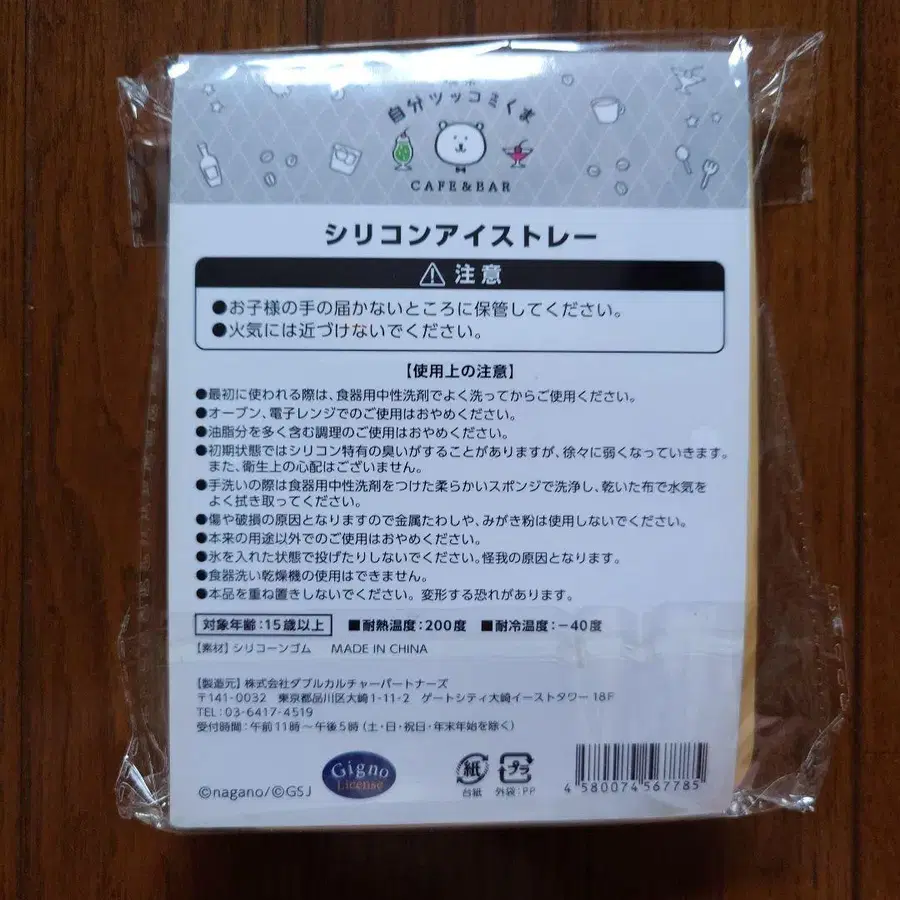 自分ツッコミくま
CAFE&BAR
シリコンアイストレー
注意
●お子様の手の届かないところに保管してください。
●火気には近づけないでください。
【使用上の注意】
●最初に使われる際は、食器用中性洗剤でよく洗ってからご使用ください。
●オーブン、電子レンジでのご使用はおやめください。
●油脂分を多く含む調理のご使用はおやめください。
●初期状態ではシリコン特有の臭いがすることがありますが、徐々に弱くなっていきます。
また、衛生上の心配はございません。
●手洗いの際は食器用中性洗剤をつけた柔らかいスポンジで洗浄し、乾いた布で水気を
よく拭き取ってください。
●傷や破損の原因となりますので金属たわしや、みがき粉は使用しないでください。
●本来の用途以外でのご使用はおやめください。
●氷を入れた状態で投げたりしないでください。怪我の原因となります。
●食器洗い乾燥機の使用はできません。
●本品を重ね置きしないでください。変形する恐れがあります。
対象年齢:15歳以上 ■耐熱温度:200度 ■耐冷温度:-40度
【素材】シリコーンゴム MADE IN CHINA
【製造元】株式会社ダブルカルチャーパートナーズ
〒141-0032 東京都品川区大崎1-11-2 ゲートシティ大崎イーストタワー18F
TEL:03-6417-4519
受付時間:午前11時〜午後5時(土・日・祝日・年末年始を除く)
©nagano/©GSJ
Gigno
License
紙
台紙
プラ
外袋:PP
4580074567785